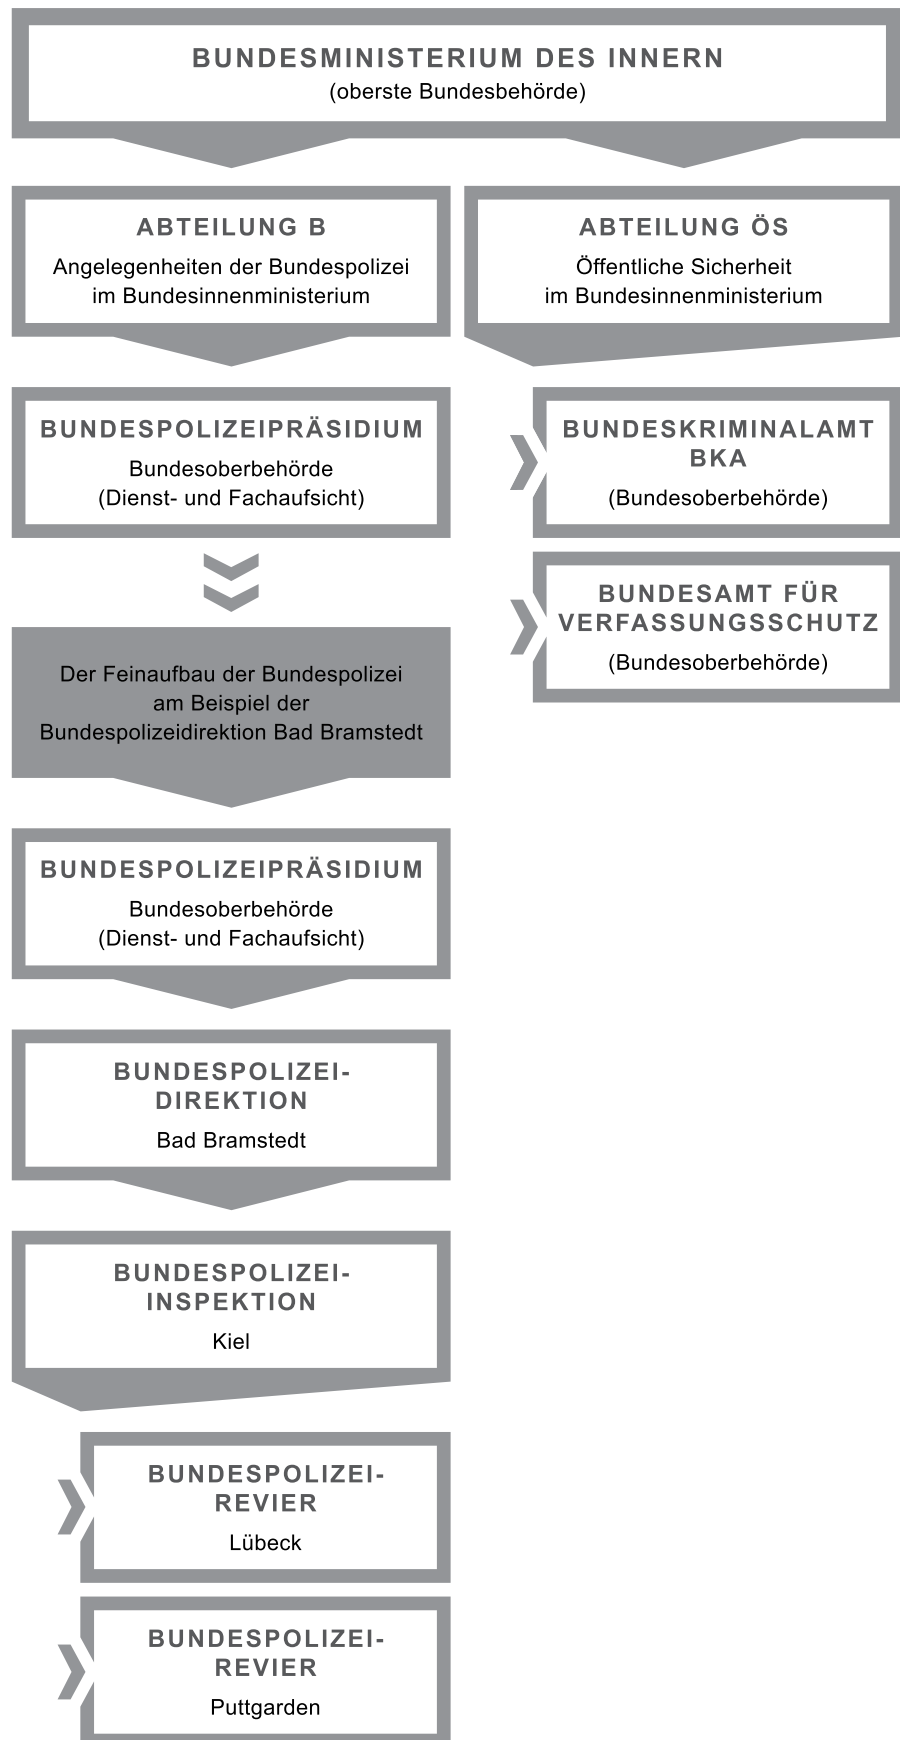 BUNDESMINISTERIUM DES INNERN
(oberste Bundesbehörde)
ABTEILUNG B
Angelegenheiten der Bundespolizei
im Bundesinnenministerium
ABTEILUNG ÖS
Öffentliche Sicherheit
im Bundesinnenministerium
BUNDESPOLIZEIPRÄSIDIUM
Bundesoberbehörde
(Dienst- und Fachaufsicht)
BUNDESKRIMINALAMT
BKA
(Bundesoberbehörde)
BUNDESAMT FÜR
VERFASSUNGSSCHUTZ
(Bundesoberbehörde)
Der Feinaufbau der Bundespolizei
am Beispiel der
Bundespolizeidirektion Bad Bramstedt
BUNDESPOLIZEIPRÄSIDIUM
Bundesoberbehörde
(Dienst- und Fachaufsicht)
BUNDESPOLIZEI-
DIREKTION
Bad Bramstedt
BUNDESPOLIZEI-
INSPEKTION
Kiel
BUNDESPOLIZEI-
REVIER
Lübeck
BUNDESPOLIZEI-
REVIER
Puttgarden